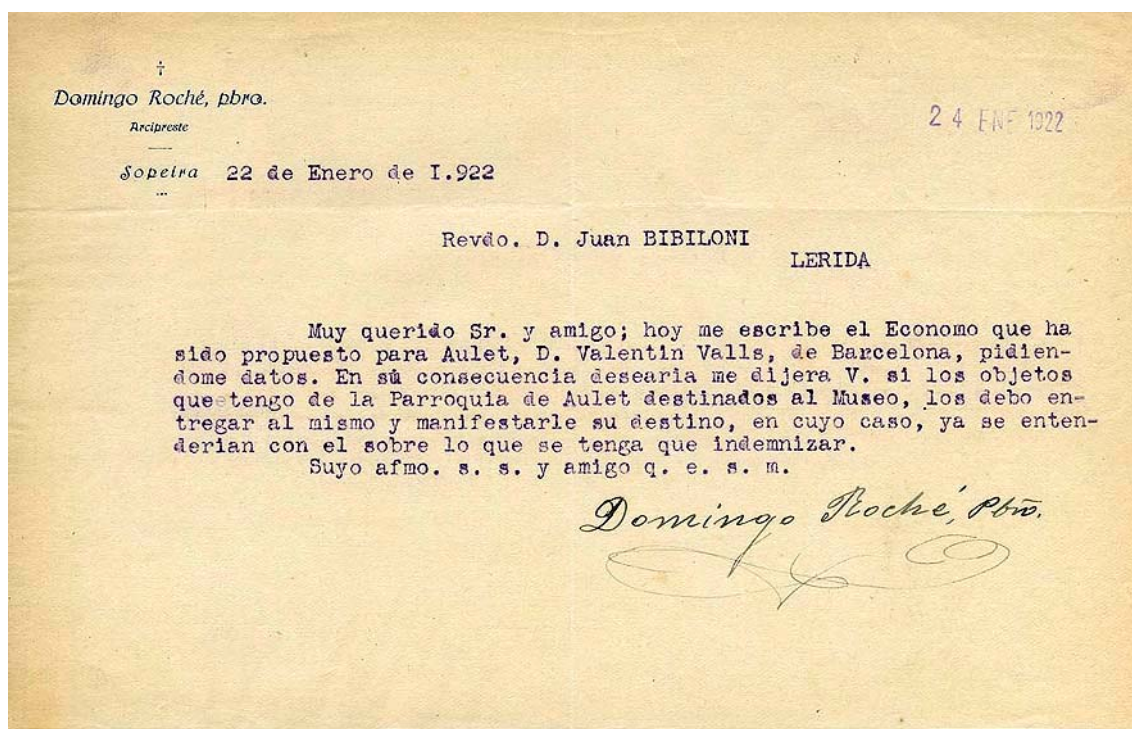 †
Domingo Roché, pbro.
Arcipreste
24 ENE 1922
Sopeira 22 de Enero de I.922
Revdo. D. Juan BIBILONI
LERIDA
Muy querido Sr. y amigo; hoy me escribe el Economo que ha
sido propuesto para Aulet, D. Valentin Valls, de Barcelona, pidien-
dome datos. En su consecuencia desearia me dijera V. si los objetos
que tengo de la Parroquia de Aulet destinados al Museo, los debo en-
tregar al mismo y manifestarle su destino, en cuyo caso, ya se enten-
derian con el sobre lo que se tenga que indemnizar.
Suyo afmo. s. s. y amigo q. e. s. m.
Domingo Roché, Pbro.